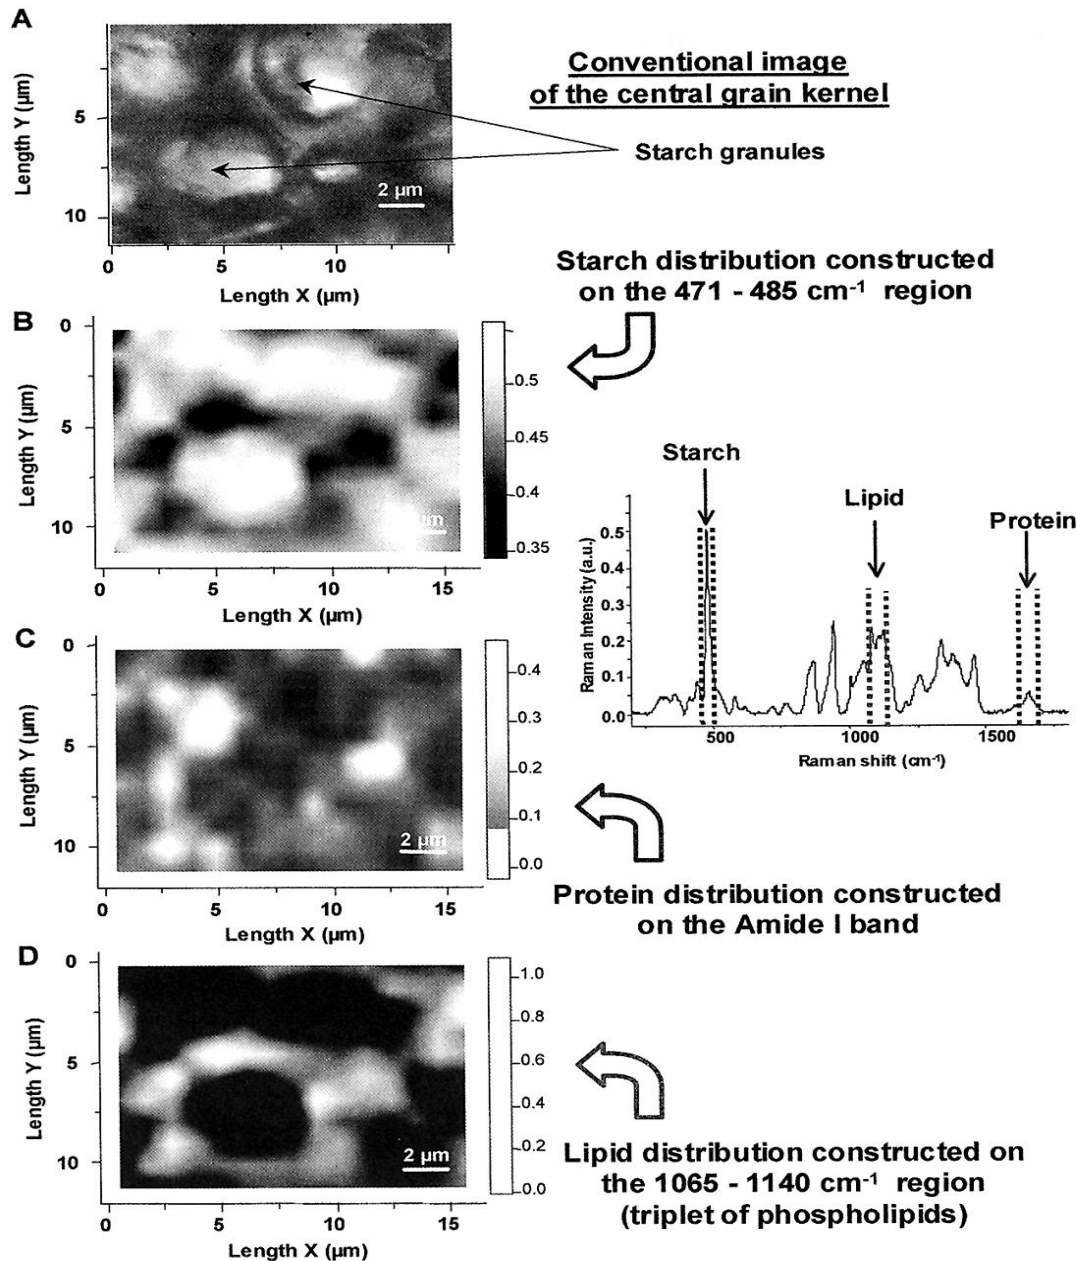 A
Conventional image
of the central grain kernel
Length Y (µm)
5
10
Starch granules
2 µm
0 5 10
Length X (µm)
Starch distribution constructed
on the 471 - 485 cm⁻¹ region
B
0
5
10
Length Y (µm)
0.5
0.45
0.4
0.35
m
0 5 10 15
Length X (µm)
Starch
Lipid
Protein
Raman Intensity (a.u.)
0.5
0.4
0.3
0.2
0.1
0.0
500 1000 1500
Raman shift (cm⁻¹)
C
0
5
10
Length Y (µm)
0.4
0.3
0.2
0.1
0.0
2 µm
0 5 10 15
Length X (µm)
Protein distribution constructed
on the Amide I band
D
0
5
10
Length Y (µm)
1.0
0.8
0.6
0.4
0.2
0.0
2 µm
0 5 10 15
Length X (µm)
Lipid distribution constructed on
the 1065 - 1140 cm⁻¹ region
(triplet of phospholipids)